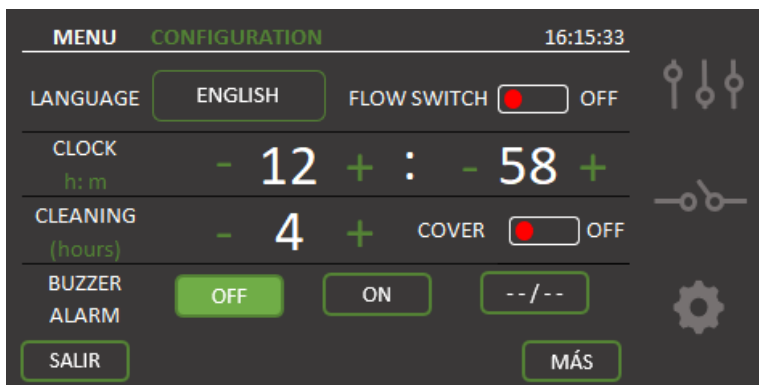 MENU CONFIGURATION 16:15:33
LANGUAGE ENGLISH FLOW SWITCH OFF
CLOCK
h: m
- 12 + : - 58 +
CLEANING
(hours)
- 4 + COVER OFF
BUZZER
ALARM
OFF ON --/--
SALIR MÁS